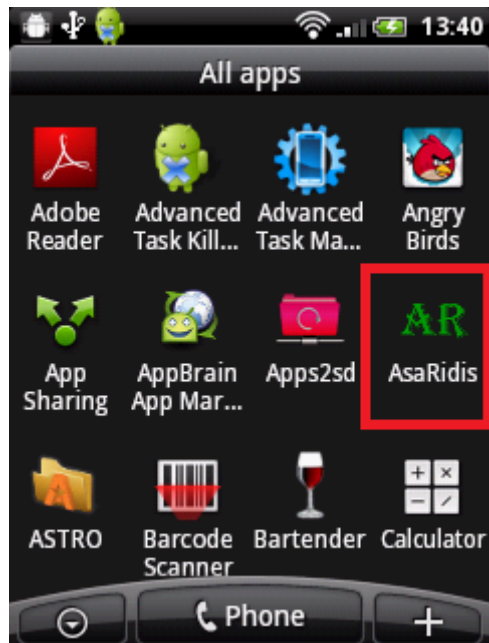 13:40
All apps
Adobe Reader
Advanced Task Kill...
Advanced Task Ma...
Angry Birds
App Sharing
AppBrain App Mar...
Apps2sd
AR
AsaRidis
ASTRO
Barcode Scanner
Bartender
Calculator
Phone